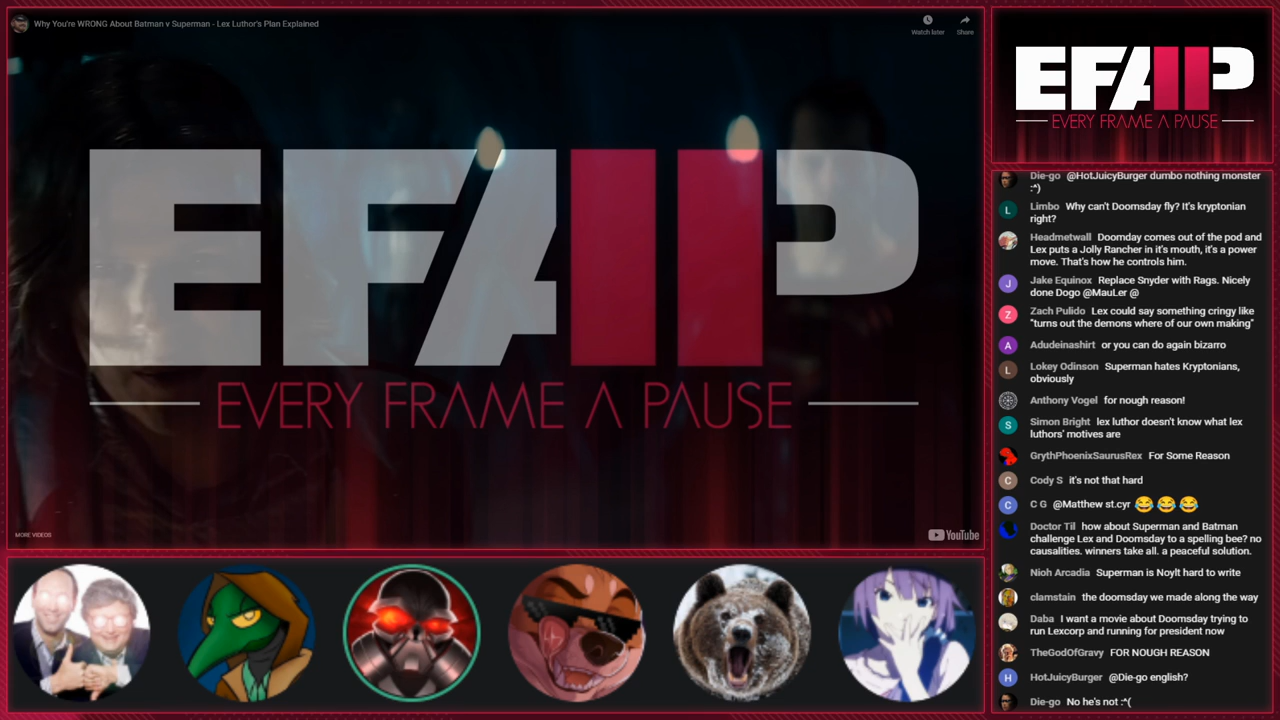 Why You're WRONG About Batman v Superman - Lex Luthor's Plan Explained
Watch later
Share
EFAP
EVERY FRAME A PAUSE
MORE VIDEOS
YouTube
EFAP
EVERY FRAME A PAUSE
Die-go @HotJuicyBurger dumbo nothing monster
:^)
Limbo Why can't Doomsday fly? It's kryptonian
right?
Headmetwall Doomday comes out of the pod and
Lex puts a Jolly Rancher in it's mouth, it's a power
move. That's how he controls him.
J
Jake Equinox Replace Snyder with Rags. Nicely
done Dogo @MauLer @
Z
Zach Pulido Lex could say something cringy like
"turns out the demons where of our own making"
A
Adudeinashirt or you can do again bizarro
L
Lokey Odinson Superman hates Kryptonians,
obviously
Anthony Vogel for nough reason!
S
Simon Bright lex luthor doesn't know what lex
luthors' motives are
GrythPhoenixSaurusRex For Some Reason
C
Cody S it's not that hard
C
C G @Matthew st.cyr 😂 😂 😂
Doctor Til how about Superman and Batman
challenge Lex and Doomsday to a spelling bee? no
causalities. winners take all. a peaceful solution.
Nioh Arcadia Superman is Noylt hard to write
clamstain the doomsday we made along the way
Daba I want a movie about Doomsday trying to
run Lexcorp and running for president now
TheGodOfGravy FOR NOUGH REASON
H
HotJuicyBurger @Die-go english?
Die-go No he's not :^(